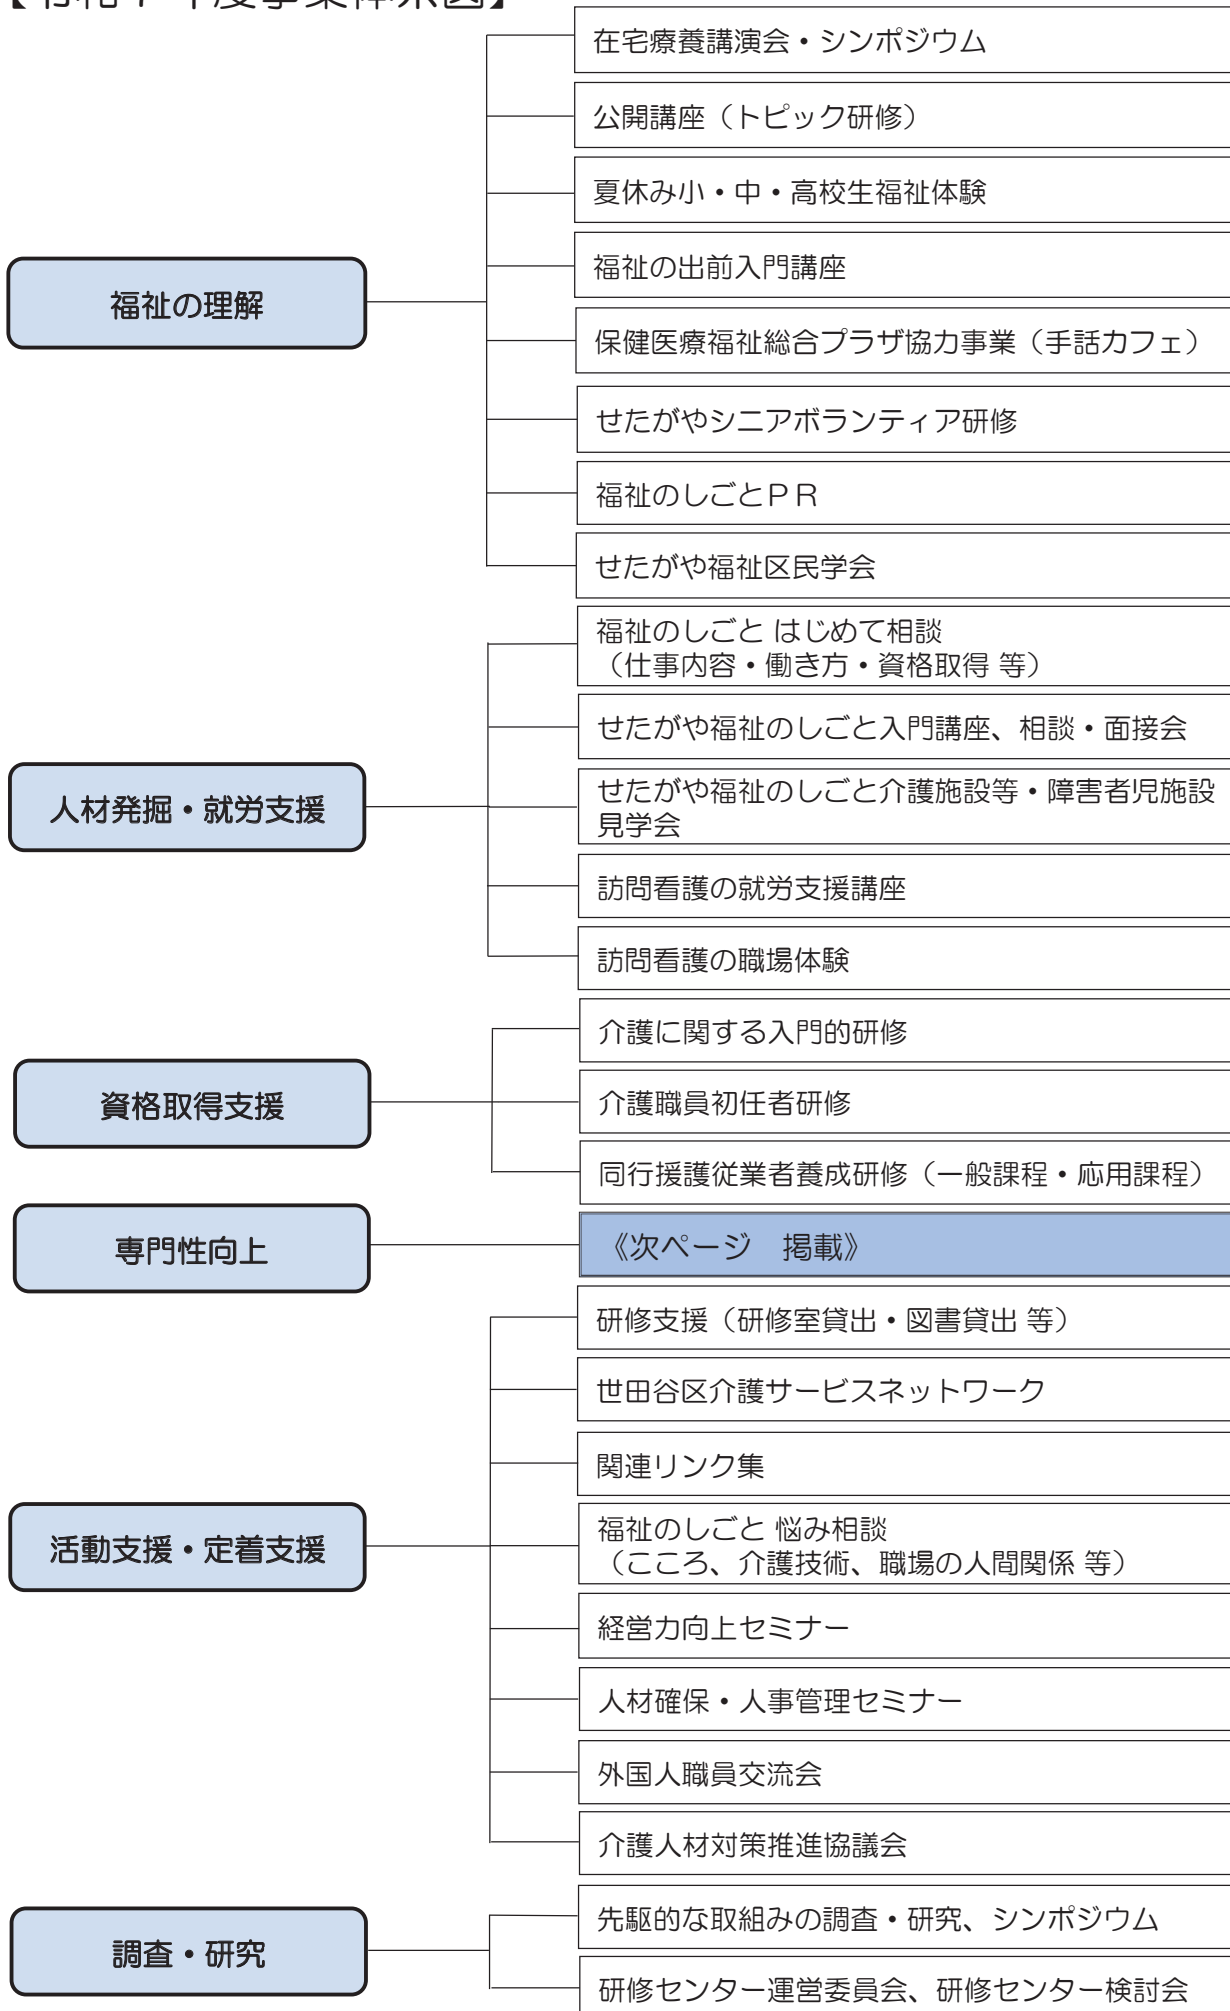 在宅療養講演会・シンポジウム
公開講座（トピック研修）
夏休み小・中・高校生福祉体験
福祉の出前入門講座
福祉の理解
保健医療福祉総合プラザ協力事業（手話カフェ）
せたがやシニアボランティア研修
福祉のしごとＰＲ
せたがや福祉区民学会
福祉のしごと はじめて相談
（仕事内容・働き方・資格取得 等）
せたがや福祉のしごと入門講座、相談・面接会
人材発掘・就労支援
せたがや福祉のしごと介護施設等・障害者児施設
見学会
訪問看護の就労支援講座
訪問看護の職場体験
介護に関する入門的研修
資格取得支援
介護職員初任者研修
同行援護従業者養成研修（一般課程・応用課程）
専門性向上
《次ページ　掲載》
研修支援（研修室貸出・図書貸出 等）
世田谷区介護サービスネットワーク
関連リンク集
活動支援・定着支援
福祉のしごと 悩み相談
（こころ、介護技術、職場の人間関係 等）
経営力向上セミナー
人材確保・人事管理セミナー
外国人職員交流会
介護人材対策推進協議会
調査・研究
先駆的な取組みの調査・研究、シンポジウム
研修センター運営委員会、研修センター検討会